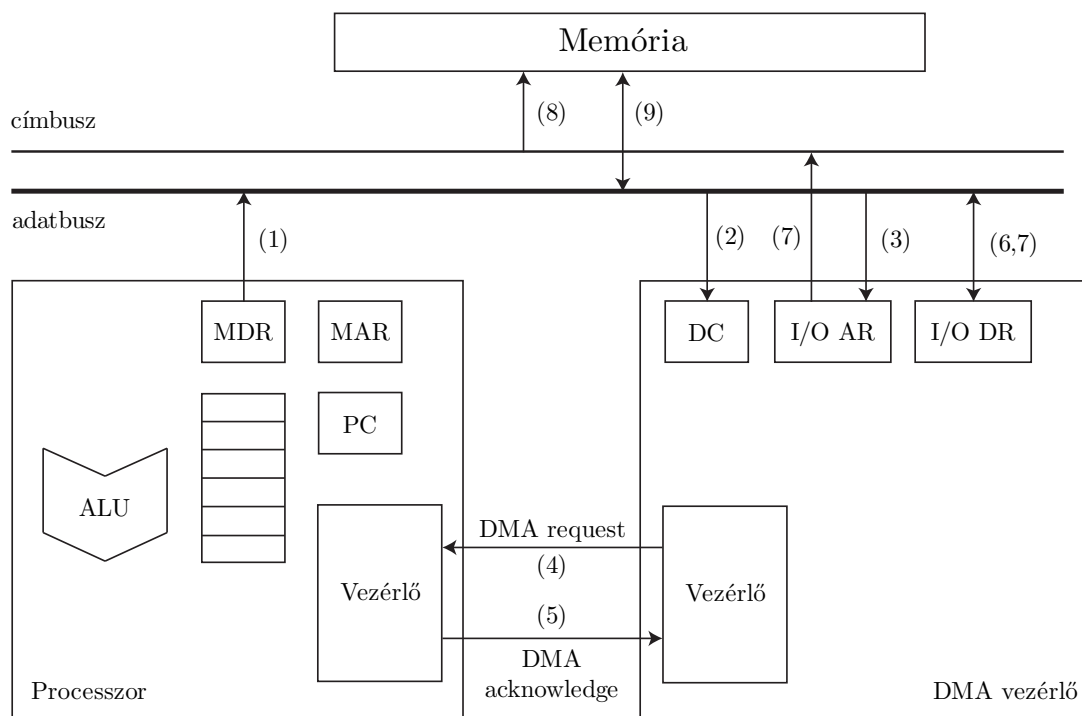 Memória
(8)
(9)
címbusz
adatbusz
(1)
(2)
(7)
(3)
(6,7)
MDR
MAR
DC
I/O AR
I/O DR
PC
ALU
DMA request
(4)
Vezérlő
Vezérlő
(5)
DMA
acknowledge
Processzor
DMA vezérlő